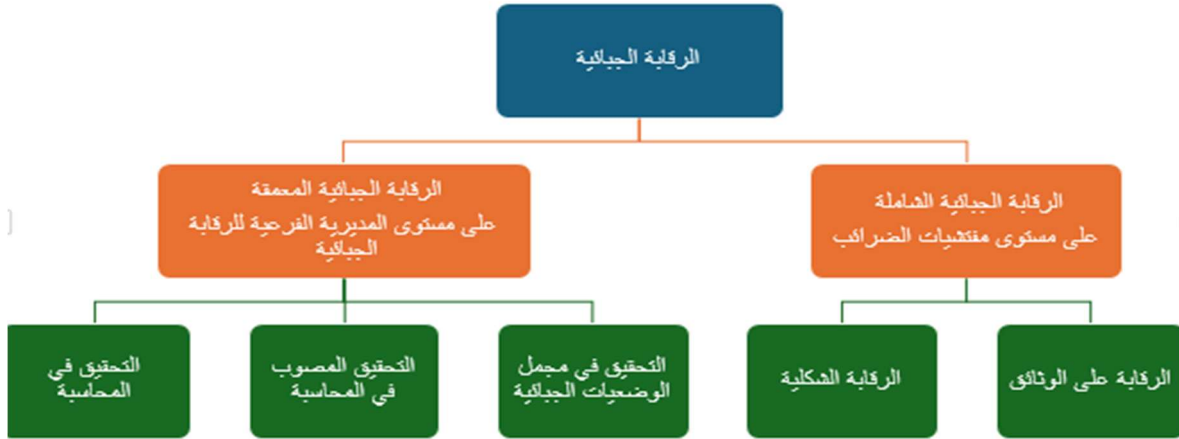 الرقابة الجبائية
الرقابة الجبائية الشاملة
على مستوى مفتشيات الضرائب
الرقابة الجبائية المعمقة
على مستوى المديرية الفرعية للرقابة
الجبائية
الرقابة على الوثائق
الرقابة الشكلية
التحقيق في مجمل
الوضعيات الجبائية
التحقيق المصوب
في المحاسبة
التحقيق في
المحاسبة